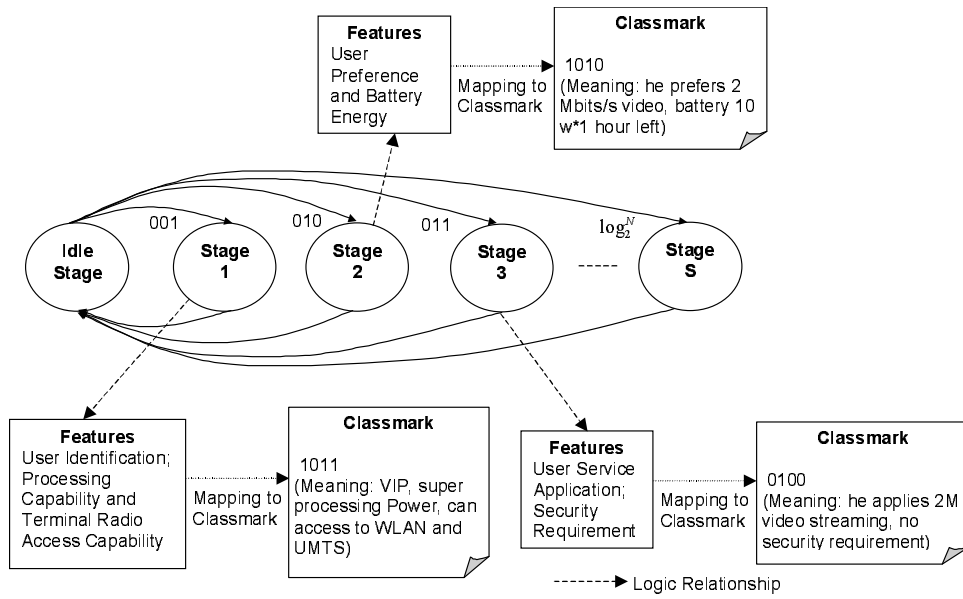 Features
User
Preference
and Battery
Energy
Mapping to
Classmark
Classmark
1010
(Meaning: he prefers 2
Mbits/s video, battery 10
w*1 hour left)
001
010
011
log₂ᴺ
Idle
Stage
Stage
1
Stage
2
Stage
3
Stage
S
Features
User Identification;
Processing
Capability and
Terminal Radio
Access Capability
Mapping to
Classmark
Classmark
1011
(Meaning: VIP, super
processing Power, can
access to WLAN and
UMTS)
Features
User Service
Application;
Security
Requirement
Mapping to
Classmark
Classmark
0100
(Meaning: he applies 2M
video streaming, no
security requirement)
Logic Relationship